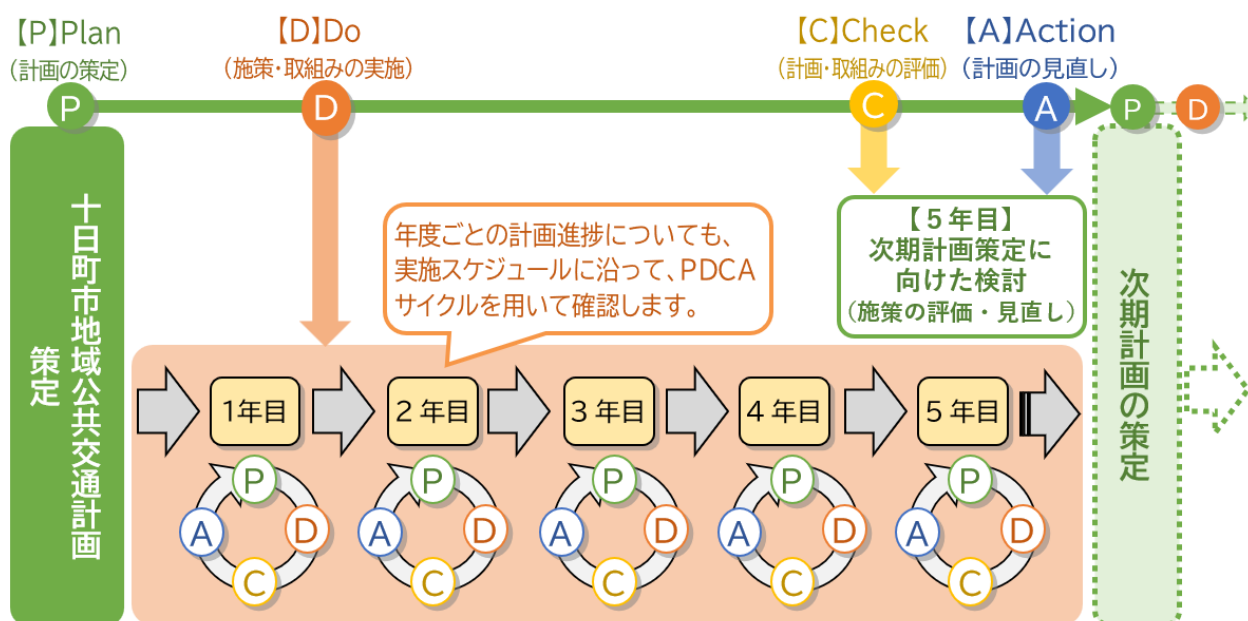 【P】Plan
（計画の策定）
【D】Do
（施策・取組みの実施）
【C】Check
（計画・取組みの評価）
【A】Action
（計画の見直し）
P
D
C
A
P
D
十日町市地域公共交通計画
策定
年度ごとの計画進捗についても、
実施スケジュールに沿って、PDCA
サイクルを用いて確認します。
【５年目】
次期計画策定に
向けた検討
（施策の評価・見直し）
次期計画の策定
1年目
２年目
３年目
４年目
５年目
P
D
C
A
P
D
C
A
P
D
C
A
P
D
C
A
P
D
C
A